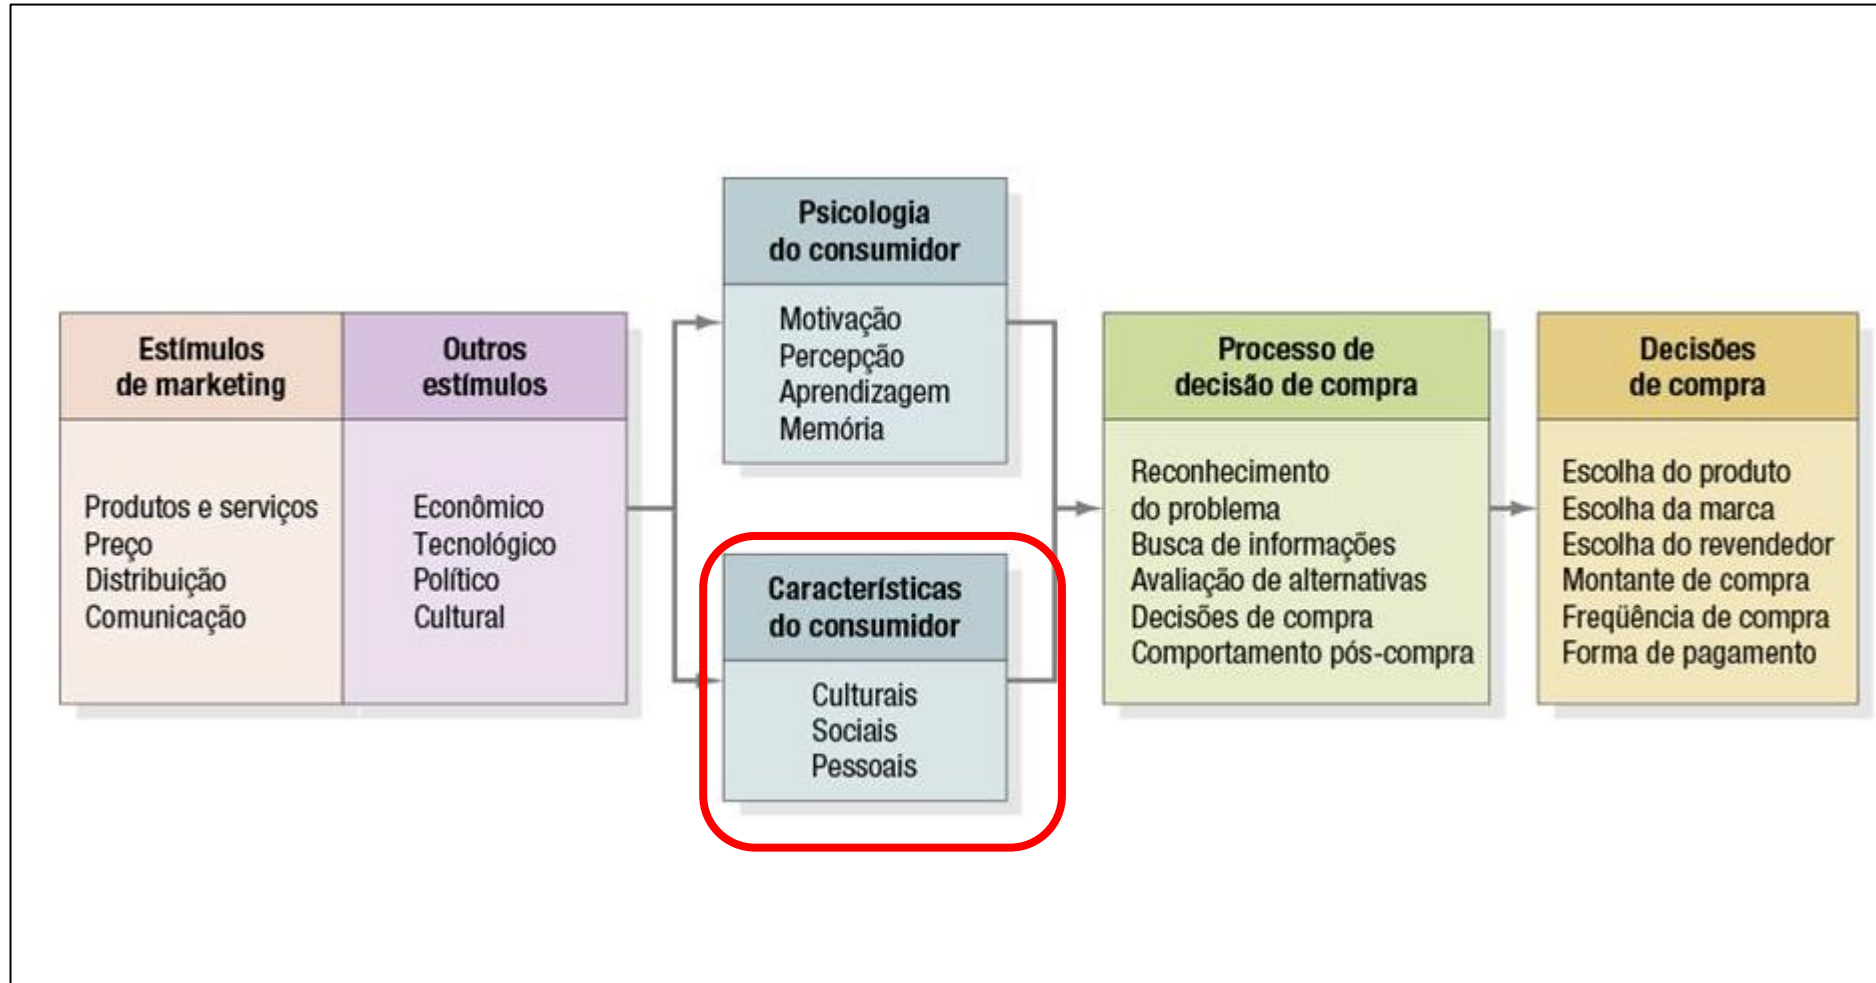 Estímulos
de marketing
Produtos e serviços
Preço
Distribuição
Comunicação
Outros
estímulos
Econômico
Tecnológico
Político
Cultural
Psicologia
do consumidor
Motivação
Percepção
Aprendizagem
Memória
Características
do consumidor
Culturais
Sociais
Pessoais
Processo de
decisão de compra
Reconhecimento
do problema
Busca de informações
Avaliação de alternativas
Decisões de compra
Comportamento pós-compra
Decisões
de compra
Escolha do produto
Escolha da marca
Escolha do revendedor
Montante de compra
Freqüência de compra
Forma de pagamento